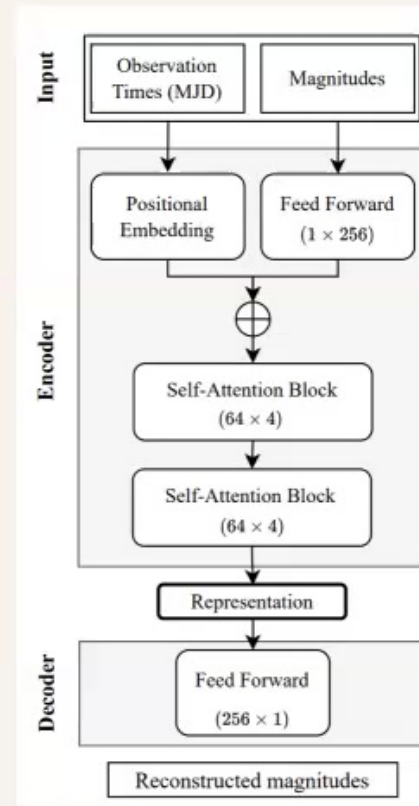 Input
Observation
Times (MJD)
Magnitudes
Encoder
Positional
Embedding
Feed Forward
(1 × 256)
Self-Attention Block
(64 × 4)
Self-Attention Block
(64 × 4)
Representation
Decoder
Feed Forward
(256 × 1)
Reconstructed magnitudes